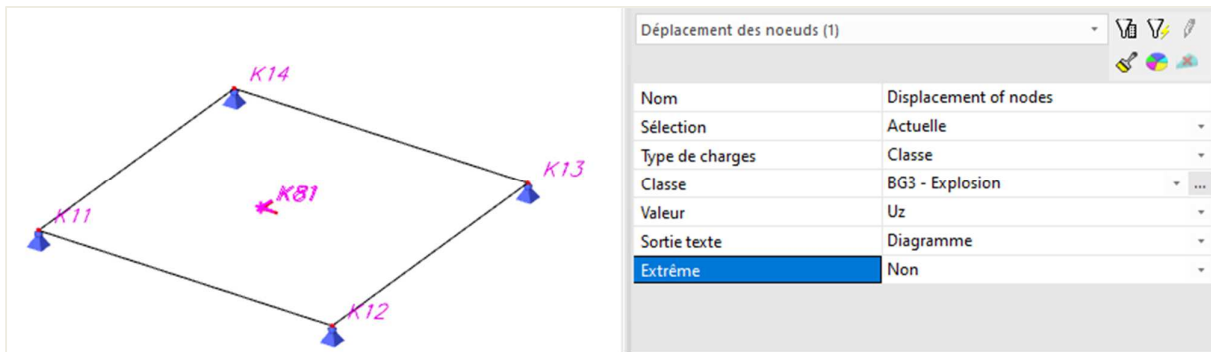 K14
K13
K81
K11
K12
Déplacement des noeuds (1)
Nom Displacement of nodes
Sélection Actuelle
Type de charges Classe
Classe BG3 - Explosion ...
Valeur Uz
Sortie texte Diagramme
Extrême Non